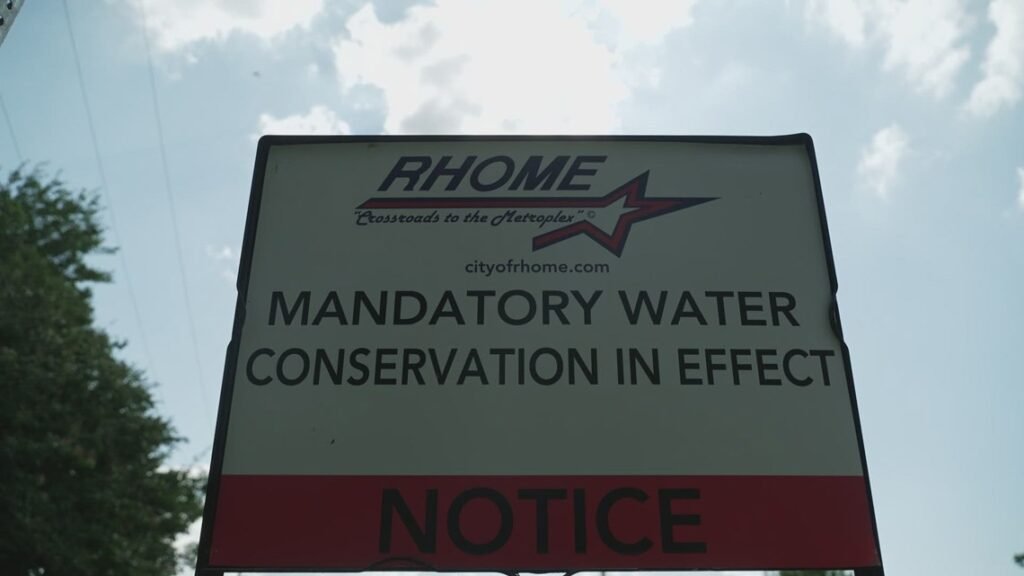 RHOME
"Crossroads to the Metroplex"©
cityofrhome.com
MANDATORY WATER
CONSERVATION IN EFFECT
NOTICE